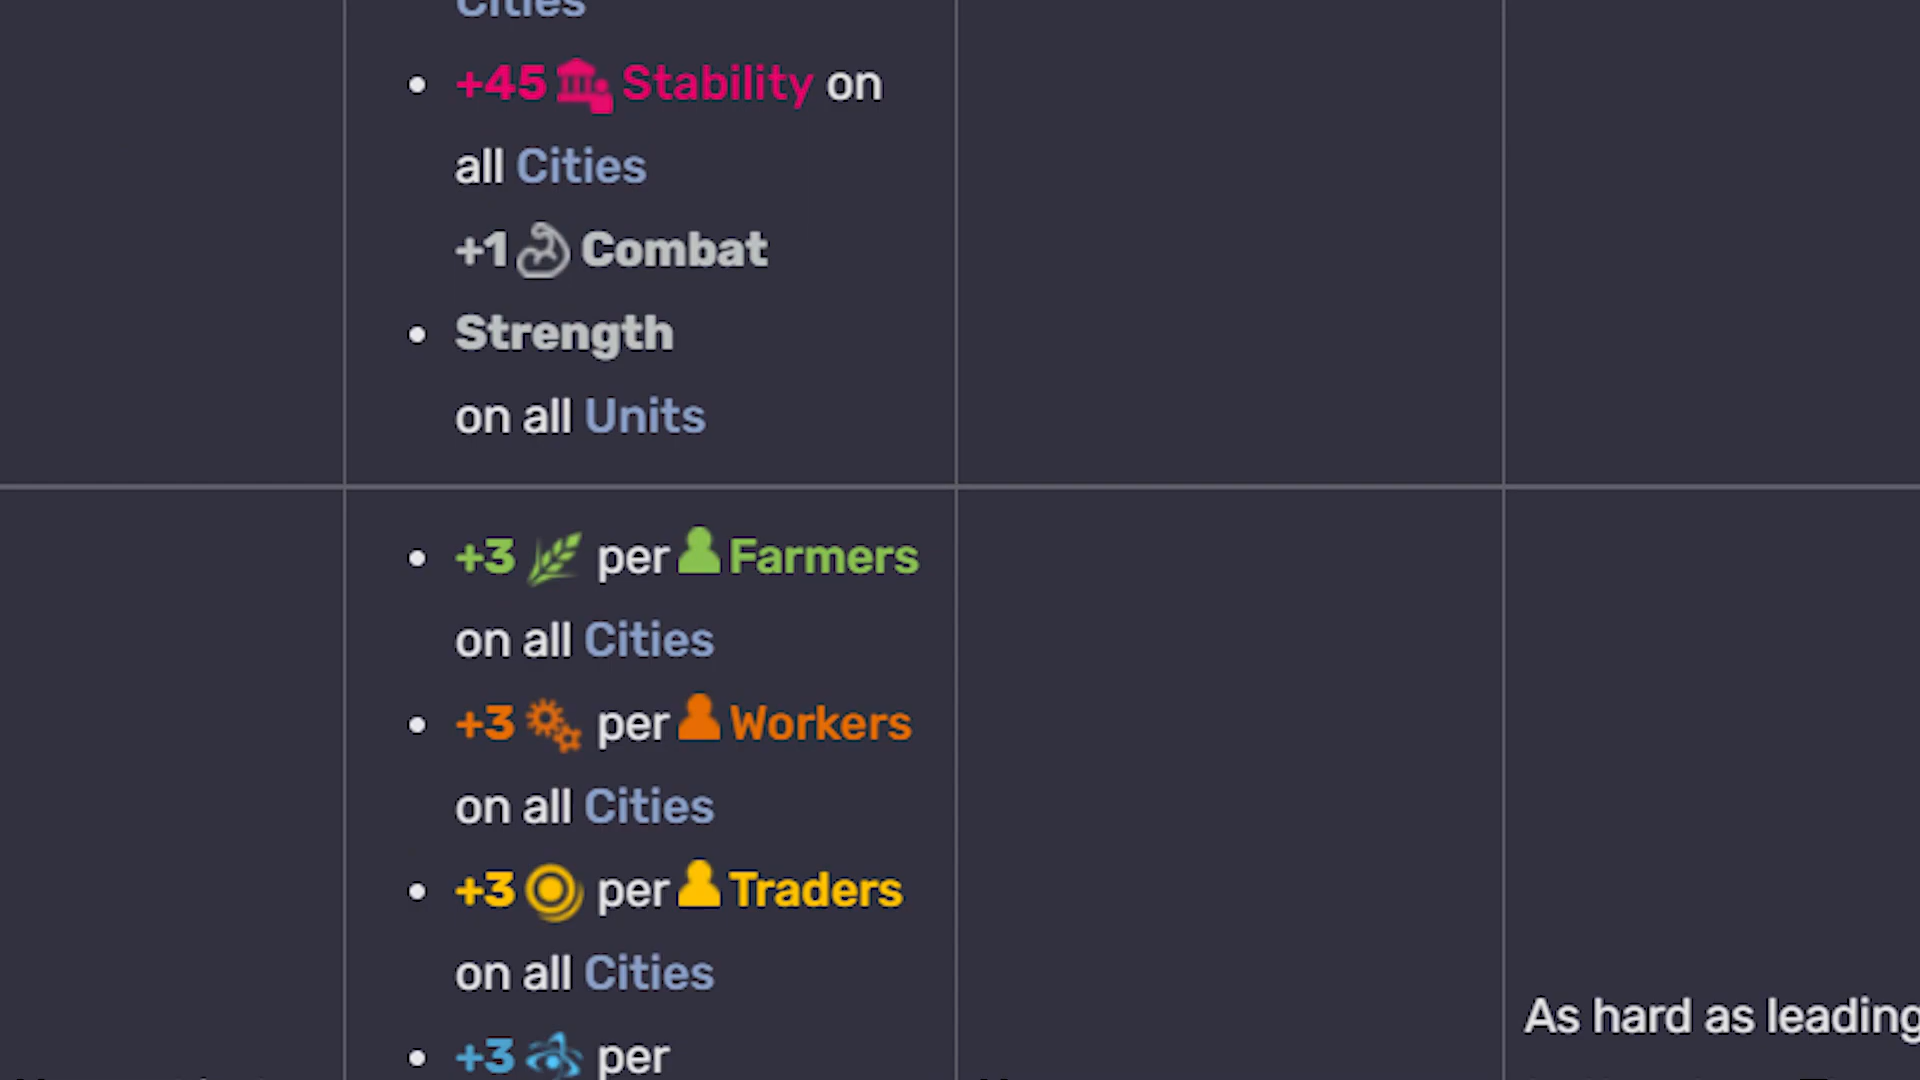 Cities
+45 Stability on
all Cities
+1 Combat
Strength
on all Units
+3 per Farmers
on all Cities
+3 per Workers
on all Cities
+3 per Traders
on all Cities
+3 per
As hard as leading